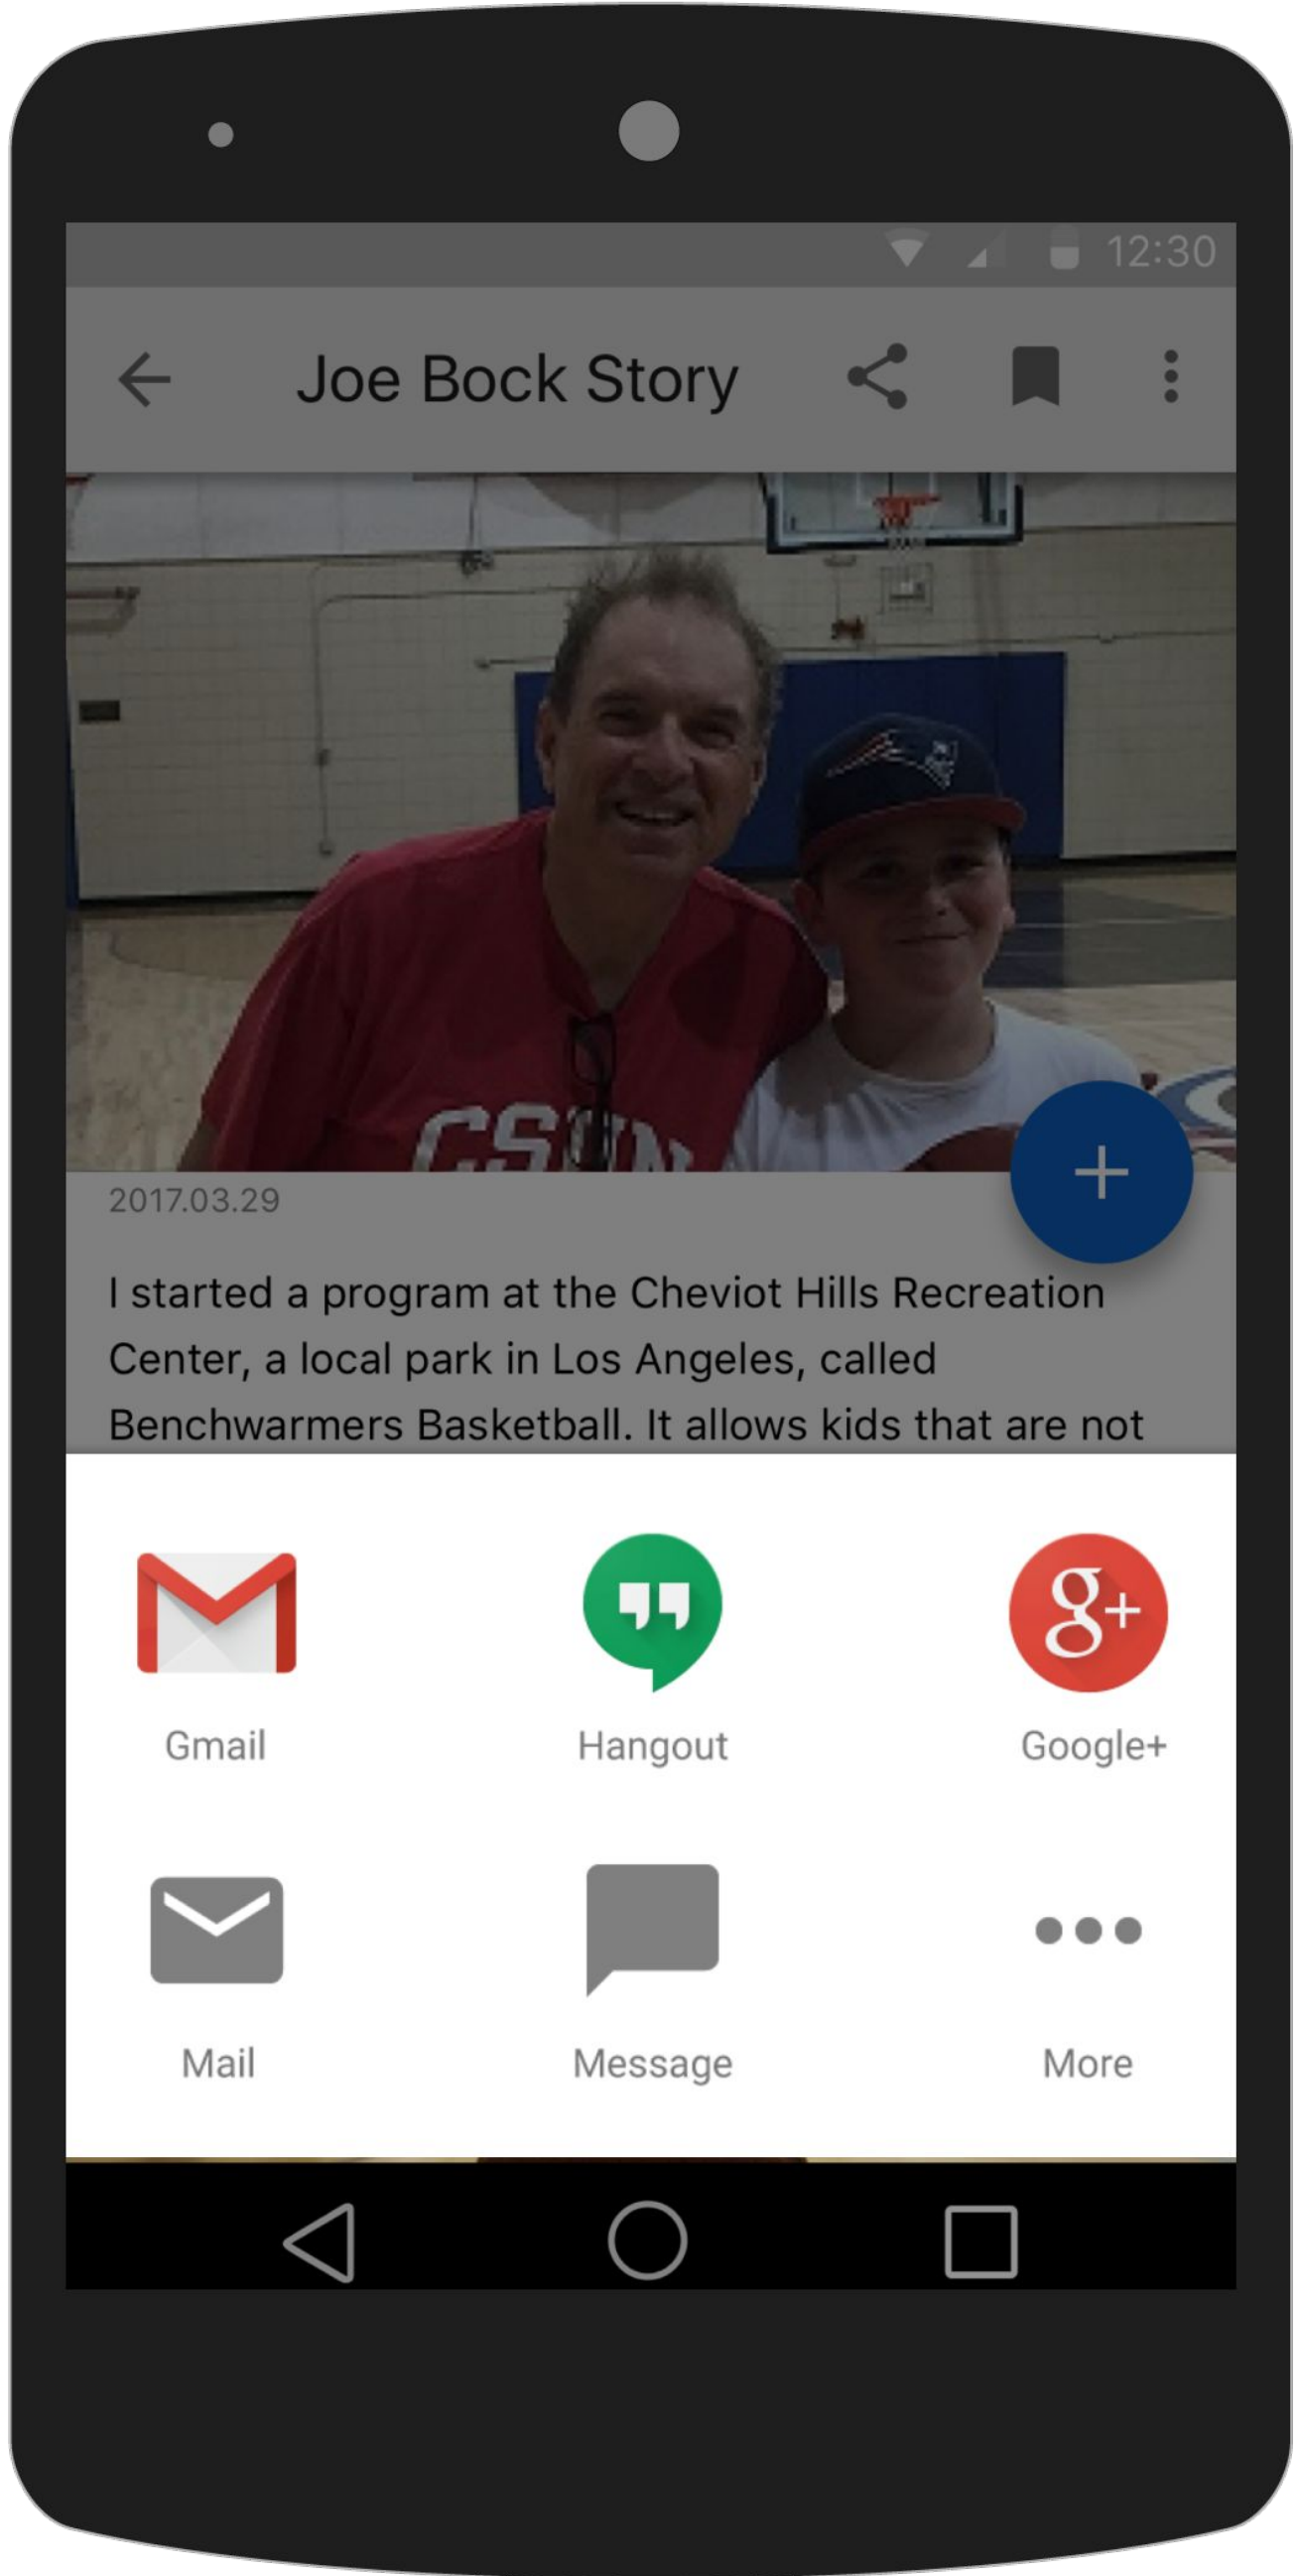 12:30
Joe Bock Story
CSUN
2017.03.29
I started a program at the Cheviot Hills Recreation
Center, a local park in Los Angeles, called
Benchwarmers Basketball. It allows kids that are not
g+
Gmail
Hangout
Google+
Mail
Message
More